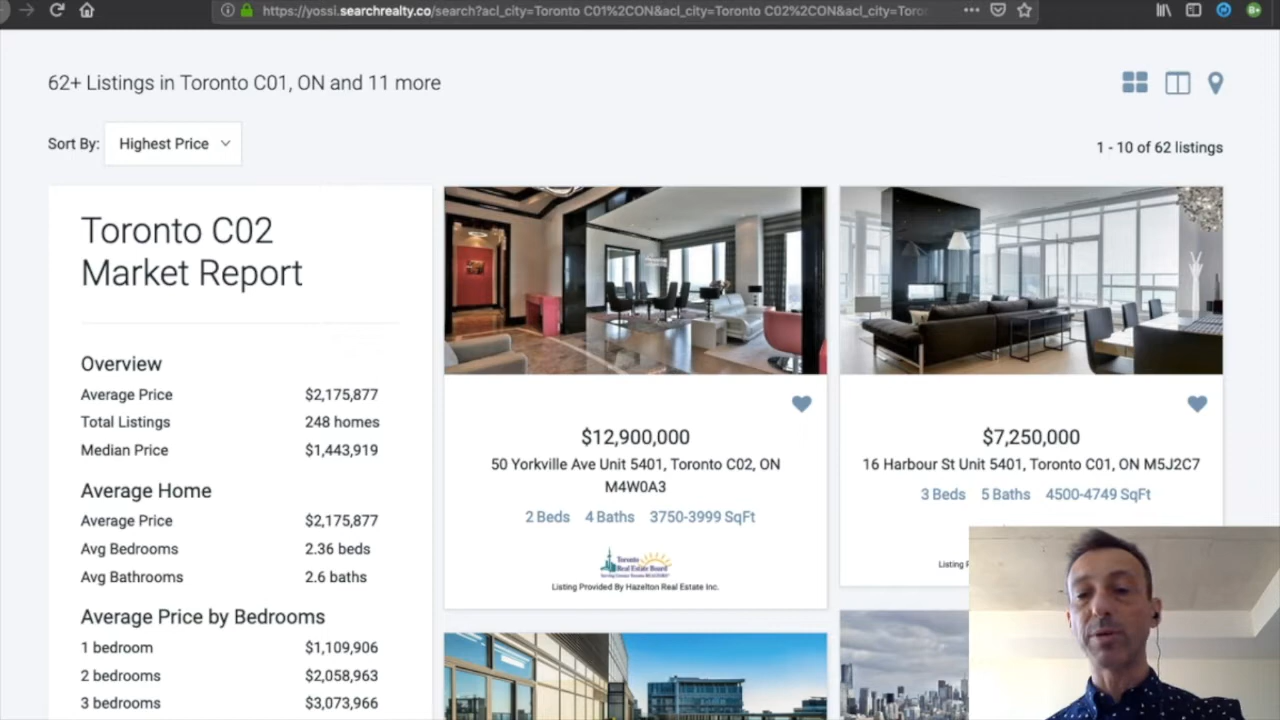 https://yossi.searchrealty.co/search?acl_city=Toronto C01%2CON&acl_city=Toronto C02%2CON&acl_city=Toro
62+ Listings in Toronto C01, ON and 11 more
Sort By: Highest Price
1 - 10 of 62 listings
Toronto C02
Market Report
Overview
Average Price $2,175,877
Total Listings 248 homes
Median Price $1,443,919
Average Home
Average Price $2,175,877
Avg Bedrooms 2.36 beds
Avg Bathrooms 2.6 baths
Average Price by Bedrooms
1 bedroom $1,109,906
2 bedrooms $2,058,963
3 bedrooms $3,073,966
$12,900,000
50 Yorkville Ave Unit 5401, Toronto C02, ON
M4W0A3
2 Beds 4 Baths 3750-3999 SqFt
Toronto
Real Estate Board
Listing Provided By Hazelton Real Estate Inc.
$7,250,000
16 Harbour St Unit 5401, Toronto C01, ON M5J2C7
3 Beds 5 Baths 4500-4749 SqFt
Listing